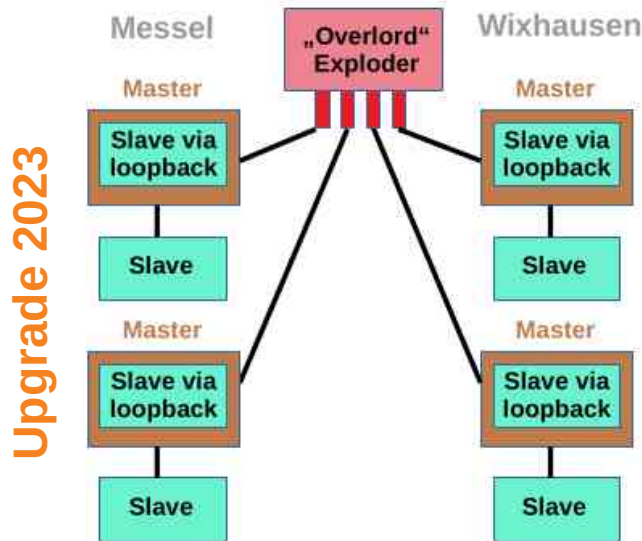 Messel
„Overlord“
Exploder
Wixhausen
Master
Slave via
loopback
Slave
Master
Slave via
loopback
Slave
Master
Slave via
loopback
Slave
Master
Slave via
loopback
Slave
Upgrade 2023